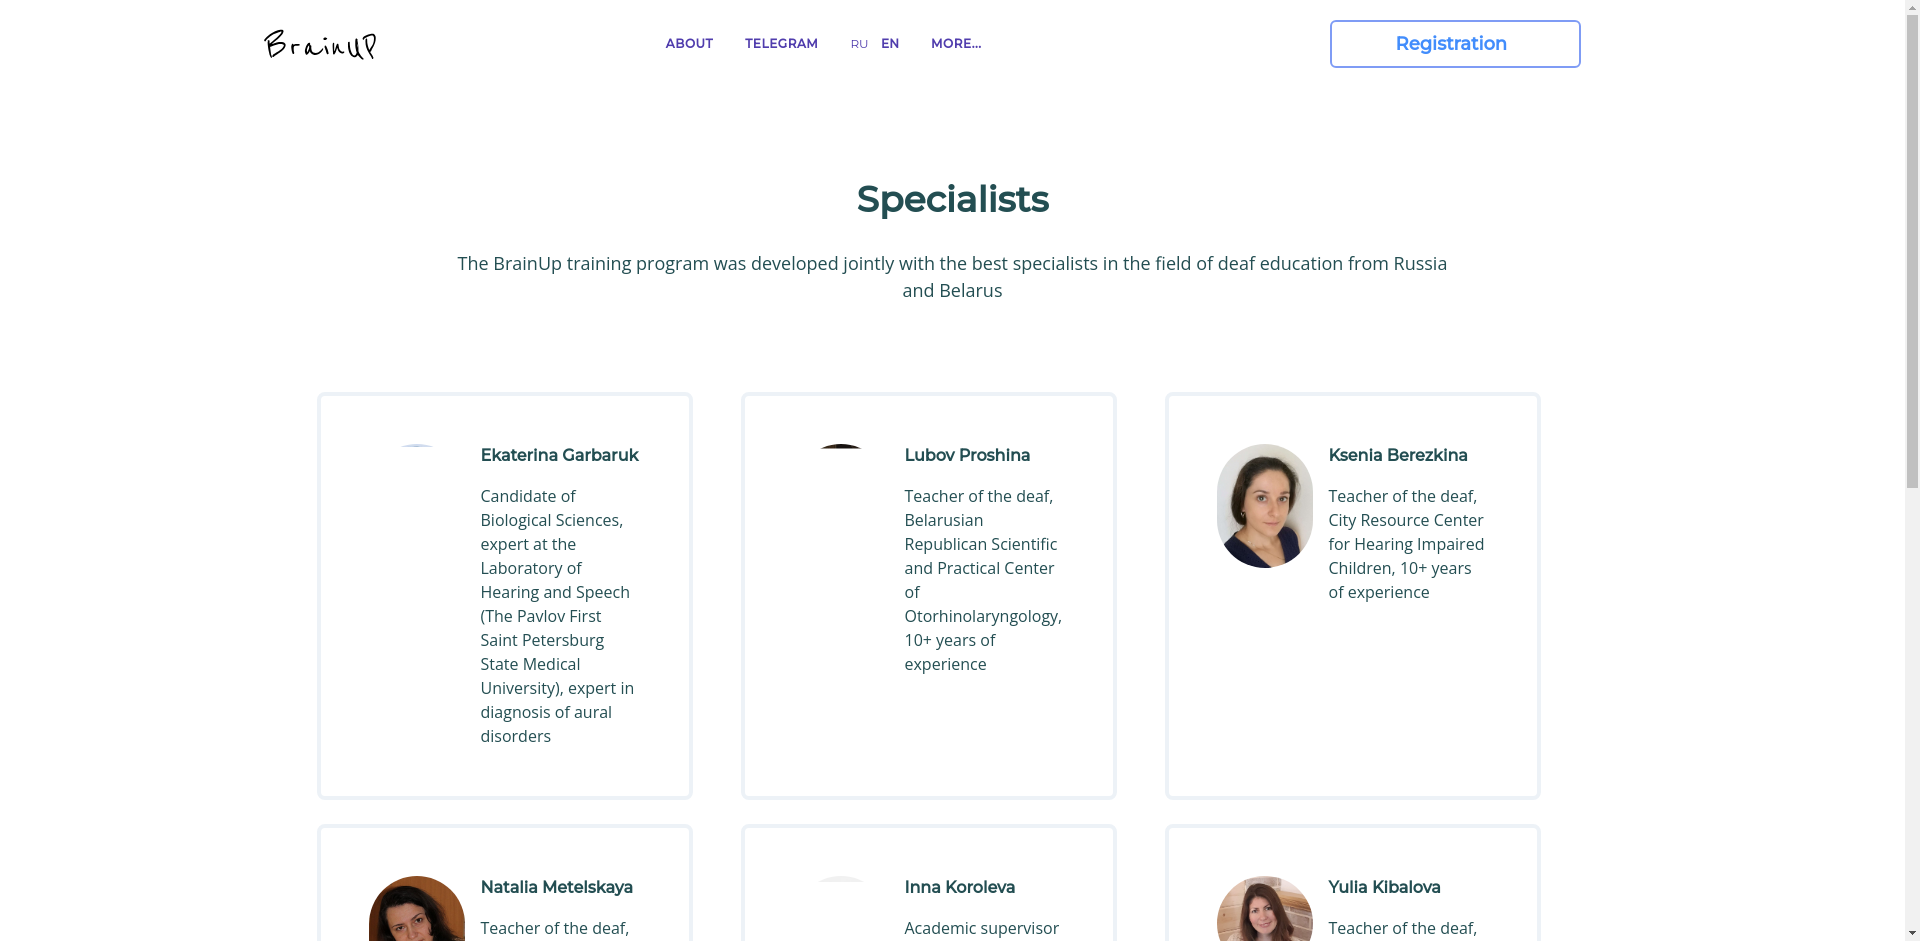 BrainUP
ABOUT
TELEGRAM
RU
EN
MORE...
Registration
Specialists
The BrainUp training program was developed jointly with the best specialists in the field of deaf education from Russia
and Belarus
Ekaterina Garbaruk
Candidate of
Biological Sciences,
expert at the
Laboratory of
Hearing and Speech
(The Pavlov First
Saint Petersburg
State Medical
University), expert in
diagnosis of aural
disorders
Lubov Proshina
Teacher of the deaf,
Belarusian
Republican Scientific
and Practical Center
of
Otorhinolaryngology,
10+ years of
experience
Ksenia Berezkina
Teacher of the deaf,
City Resource Center
for Hearing Impaired
Children, 10+ years
of experience
Natalia Metelskaya
Teacher of the deaf,
Inna Koroleva
Academic supervisor
Yulia Kibalova
Teacher of the deaf,